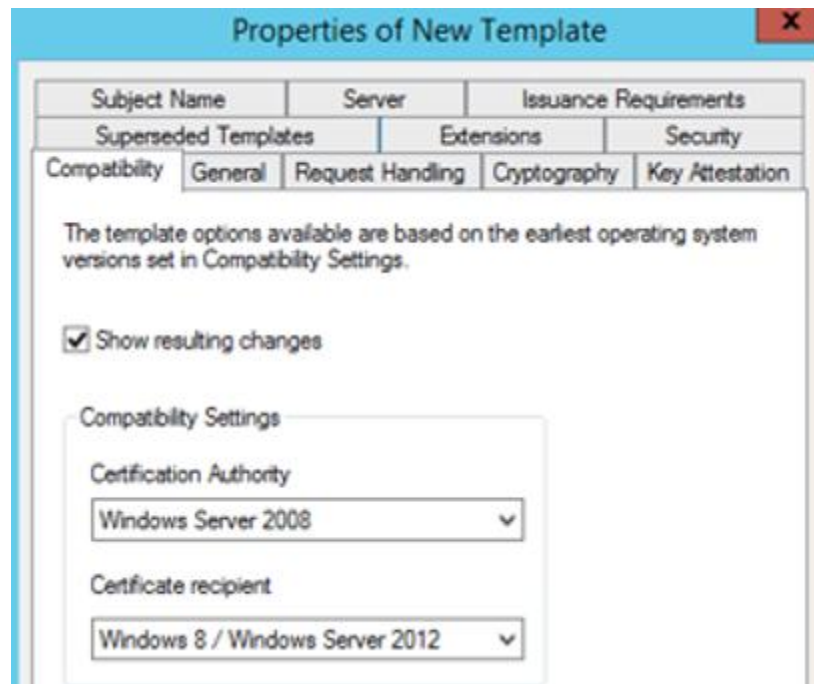 Properties of New Template
x
Subject Name Server Issuance Requirements
Superseded Templates Extensions Security
Compatibility General Request Handling Cryptography Key Attestation
The template options available are based on the earliest operating system
versions set in Compatibility Settings.
Show resulting changes
Compatibility Settings
Certification Authority
Windows Server 2008
Certificate recipient
Windows 8 / Windows Server 2012